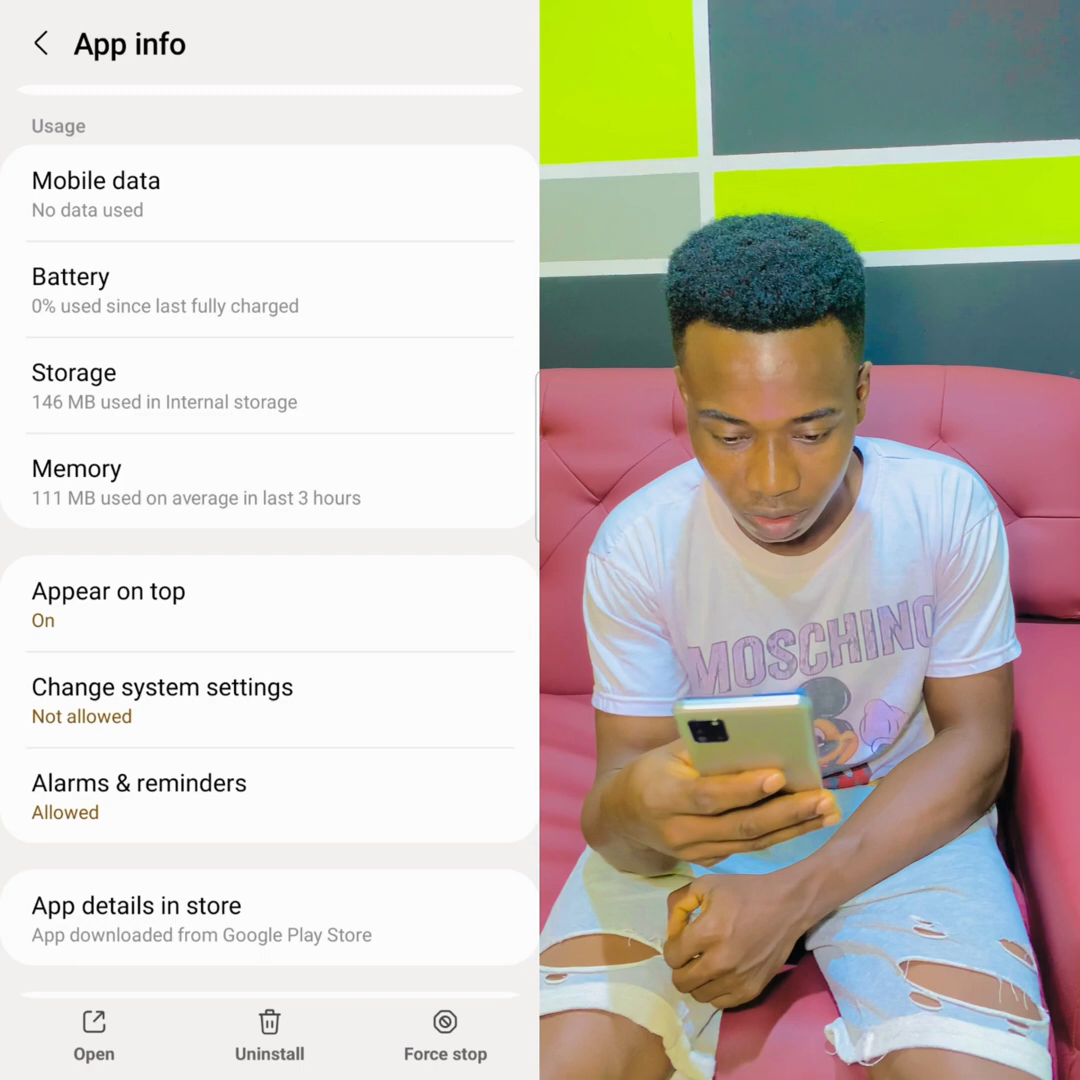 App info
Usage
Mobile data
No data used
Battery
0% used since last fully charged
Storage
146 MB used in Internal storage
Memory
111 MB used on average in last 3 hours
Appear on top
On
Change system settings
Not allowed
Alarms & reminders
Allowed
App details in store
App downloaded from Google Play Store
Open
Uninstall
Force stop
MOSCHINO